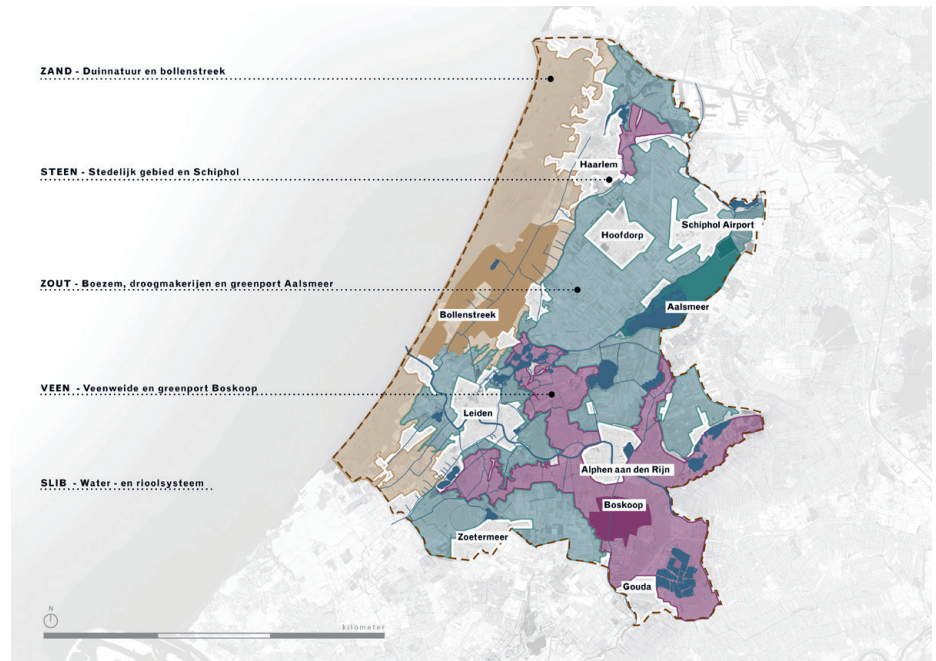 ZAND - Duinnatuur en bollenstreek
STEEN - Stedelijk gebied en Schiphol
Haarlem
Schiphol Airport
Hoofdorp
ZOUT - Boezem, droogmakerijen en greenport Aalsmeer
Aalsmeer
Bollenstreek
VEEN - Veenweide en greenport Boskoop
Leiden
Alphen aan den Rijn
SLIB - Water - en rioolsysteem
Boskoop
Zoetermeer
Gouda
N
kilometer